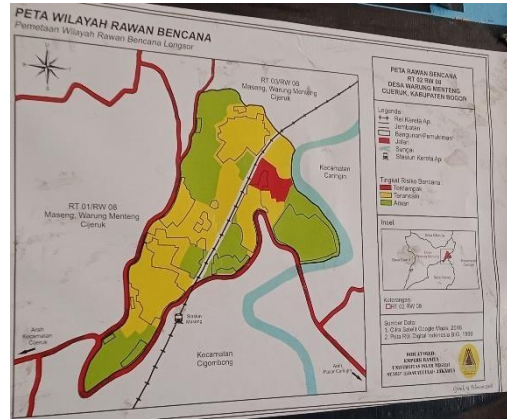 PETA WILAYAH RAWAN BENCANA
Pemetaan Wilayah Rawan Bencana Longsor
RT 03/RW 08
Maseng, Warung Menteng
Cijeruk
Kecamatan
Caringin
RT 01/RW 08
Maseng, Warung Menteng
Cijeruk
Stasiun
Maseng
Arah
Kecamatan
Cijeruk
Kecamatan
Cigombong
Arah
PETA RAWAN BENCANA
RT 02 RW 08
DESA WARUNG MENTENG
CIJERUK, KABUPATEN BOGOR
Legenda:
Rel Kereta Api
Jembatan
Bangunan/Pemukiman
Jalan
Sungai
Stasiun Kereta Api
Tingkat Risiko Bencana:
Terdampak
Terancam
Aman
Inset
Keterangan:
RT 02 RW 08
Sumber Data:
1. Citra Satelit Google Maps, 2016
2. Peta RBI Digital Indonesia BIG, 1999